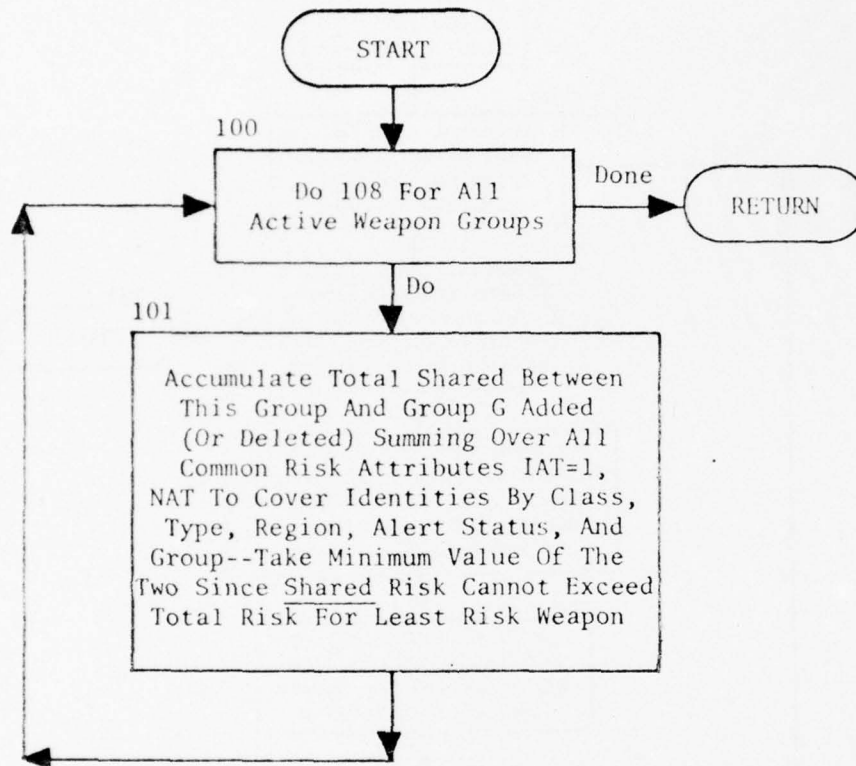 START
100
Do 108 For All
Active Weapon Groups
Done
RETURN
Do
101
Accumulate Total Shared Between
This Group And Group G Added
(Or Deleted) Summing Over All
Common Risk Attributes IAT=1,
NAT To Cover Identities By Class,
Type, Region, Alert Status, And
Group--Take Minimum Value Of The
Two Since Shared Risk Cannot Exceed
Total Risk For Least Risk Weapon